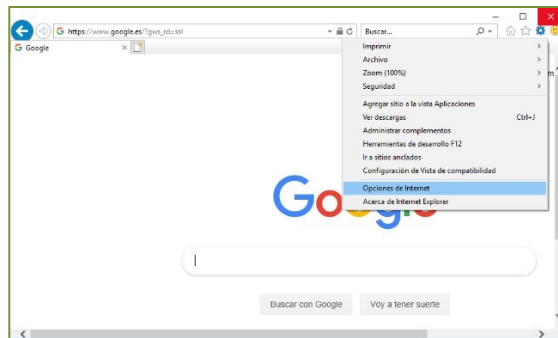 https://www.google.es/?gws_rd=ssl
Buscar...
Google
Imprimir
Archivo
Zoom (100%)
Seguridad
Agregar sitio a la vista Aplicaciones
Ver descargas Ctrl+J
Administrar complementos
Herramientas de desarrollo F12
Ir a sitios anclados
Configuración de Vista de compatibilidad
Opciones de Internet
Acerca de Internet Explorer
Google
Buscar con Google
Voy a tener suerte